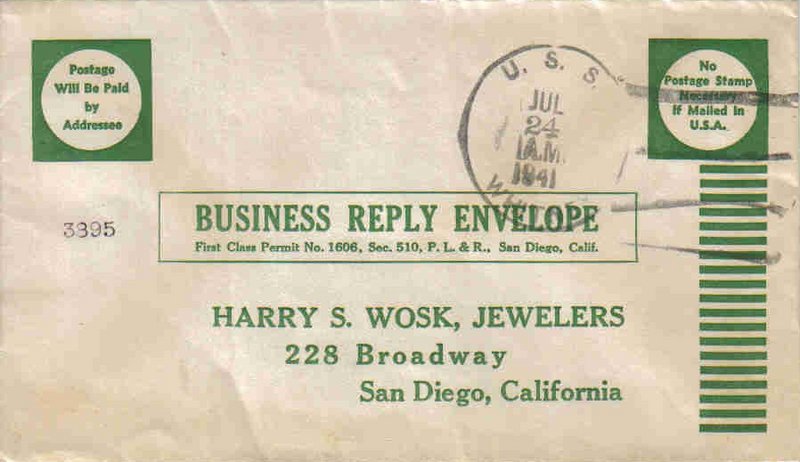 Postage
Will Be Paid
by
Addressee
No
Postage Stamp
Necessary
If Mailed in
U.S.A.
U. S. S.
JUL
24
A.M.
1941
3395
BUSINESS REPLY ENVELOPE
First Class Permit No. 1606, Sec. 510, P. L. & R., San Diego, Calif.
HARRY S. WOSK, JEWELERS
228 Broadway
San Diego, California